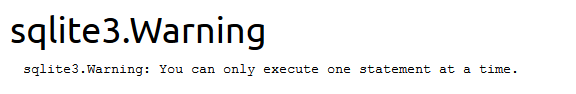 sqlite3.Warning
sqlite3.Warning: You can only execute one statement at a time.